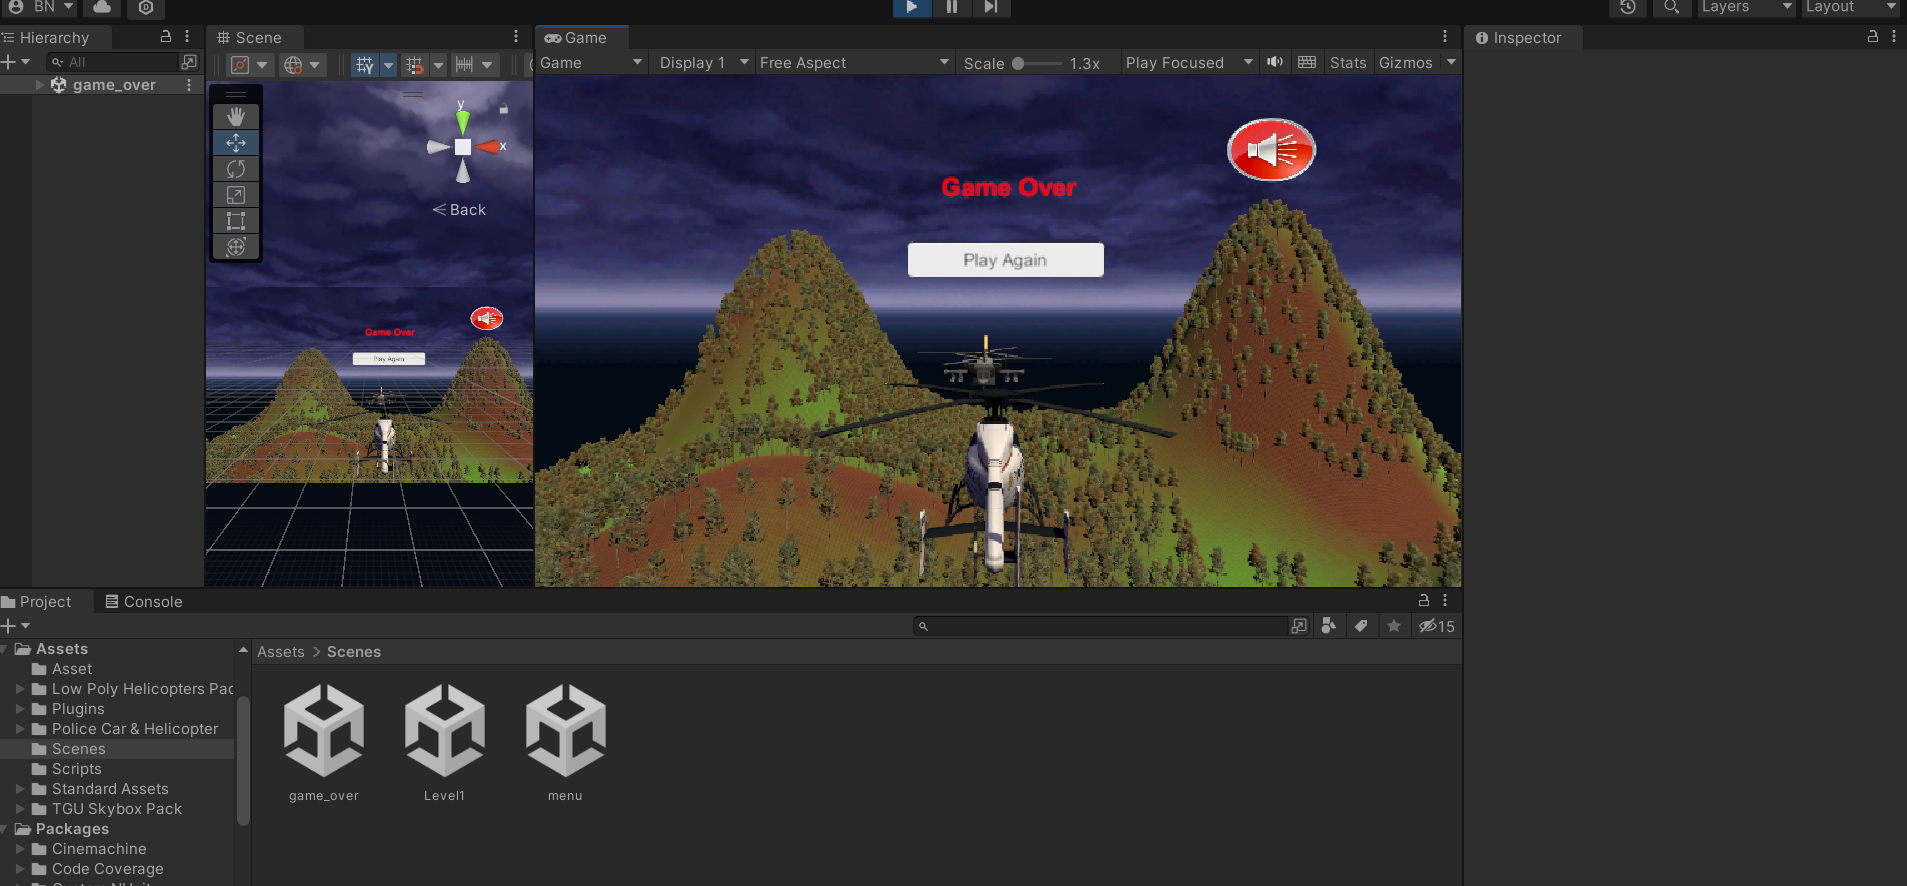 BN
Layers
Layout
Hierarchy
Scene
Game
Inspector
All
Game
Display 1
Free Aspect
Scale
1.3x
Play Focused
Stats
Gizmos
game_over
y
x
Back
Game Over
Play Again
Game Over
Play Again
Project
Console
15
Assets
Assets > Scenes
Asset
Low Poly Helicopters Pac
Plugins
Police Car & Helicopter
Scenes
Scripts
Standard Assets
TGU Skybox Pack
game_over
Level1
menu
Packages
Cinemachine
Code Coverage